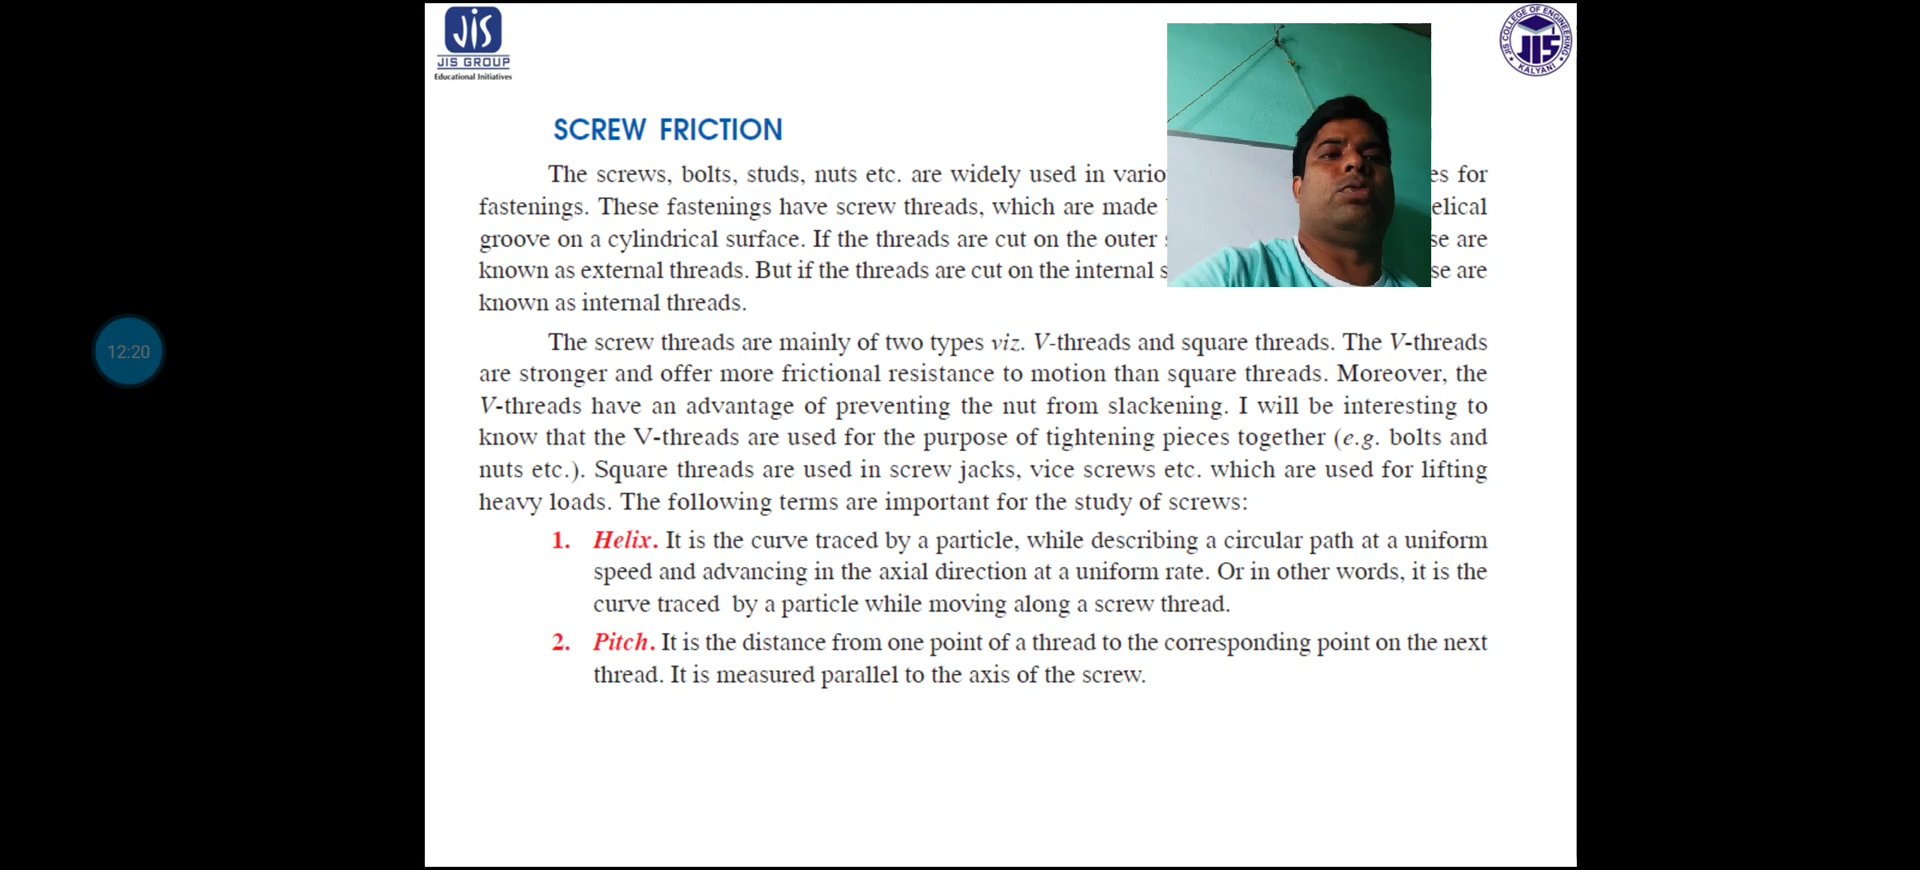 JIS
JIS GROUP
Educational Initiatives
JIS COLLEGE OF ENGINEERING
JIS
KALYANI
SCREW FRICTION
The screws, bolts, studs, nuts etc. are widely used in vario es for
fastenings. These fastenings have screw threads, which are made elical
groove on a cylindrical surface. If the threads are cut on the outer se are
known as external threads. But if the threads are cut on the internal s se are
known as internal threads.
12:20
The screw threads are mainly of two types viz. V-threads and square threads. The V-threads
are stronger and offer more frictional resistance to motion than square threads. Moreover, the
V-threads have an advantage of preventing the nut from slackening. I will be interesting to
know that the V-threads are used for the purpose of tightening pieces together (e.g. bolts and
nuts etc.). Square threads are used in screw jacks, vice screws etc. which are used for lifting
heavy loads. The following terms are important for the study of screws:
1. Helix. It is the curve traced by a particle, while describing a circular path at a uniform
speed and advancing in the axial direction at a uniform rate. Or in other words, it is the
curve traced by a particle while moving along a screw thread.
2. Pitch. It is the distance from one point of a thread to the corresponding point on the next
thread. It is measured parallel to the axis of the screw.